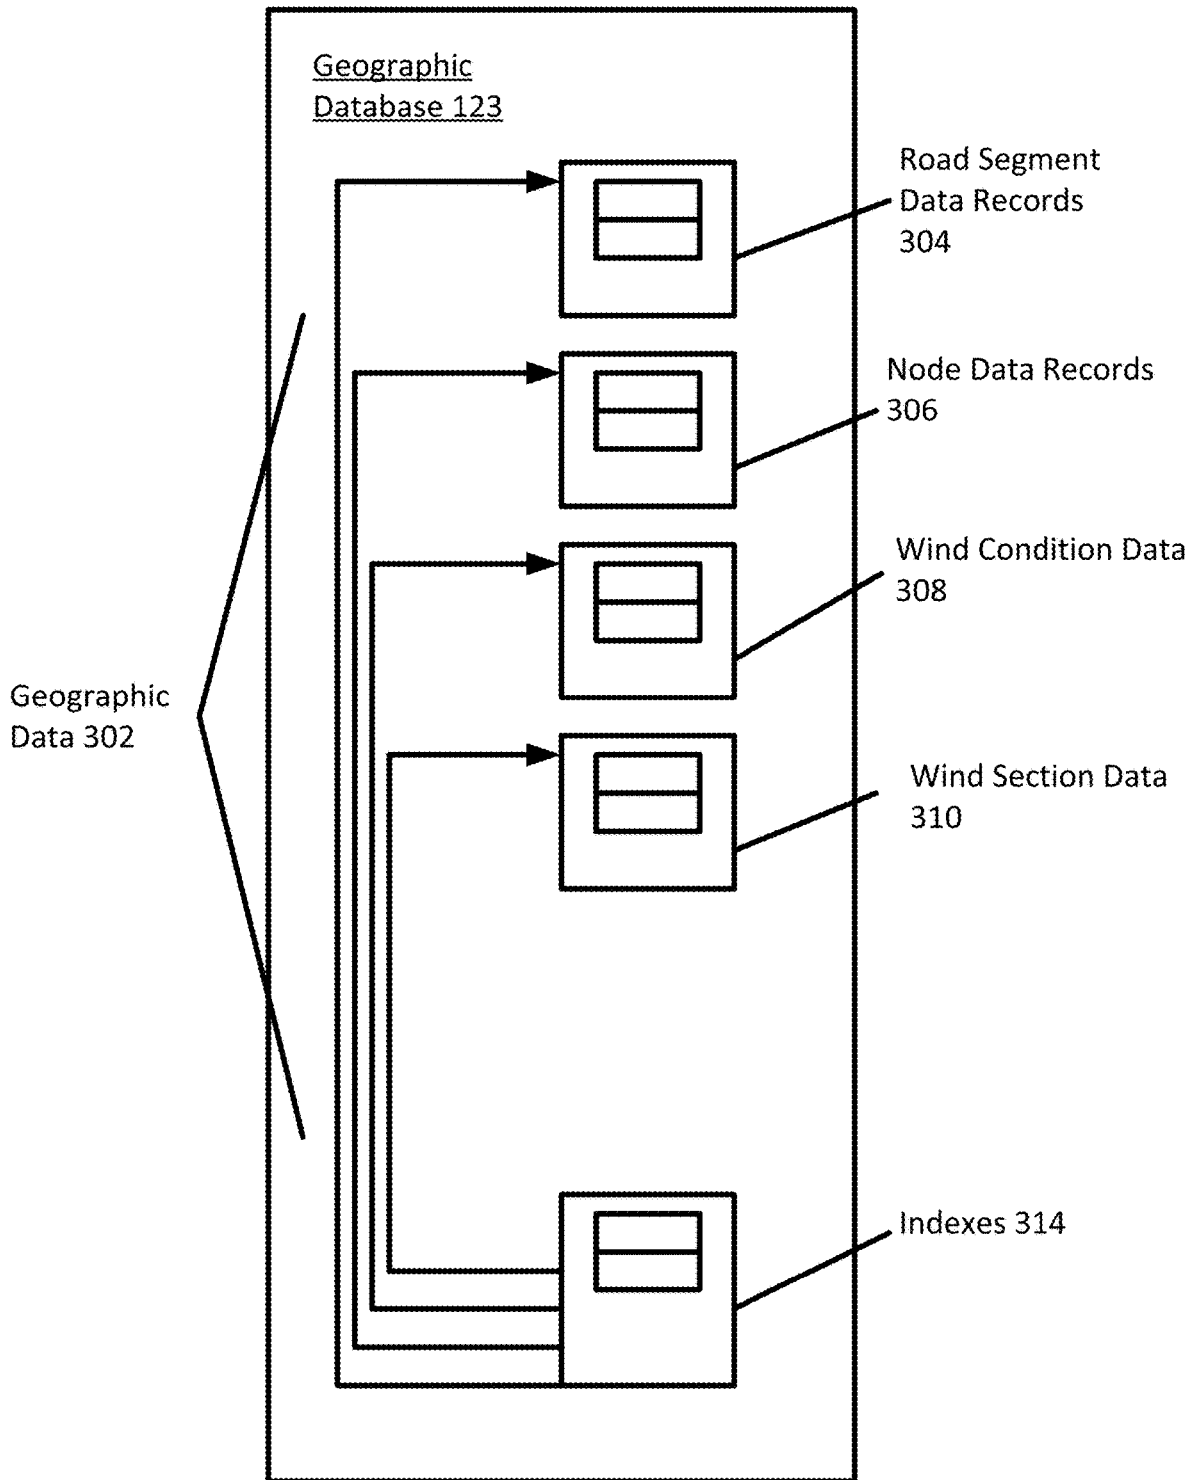 Geographic
Database 123
Road Segment
Data Records
304
Node Data Records
306
Wind Condition Data
308
Geographic
Data 302
Wind Section Data
310
Indexes 314